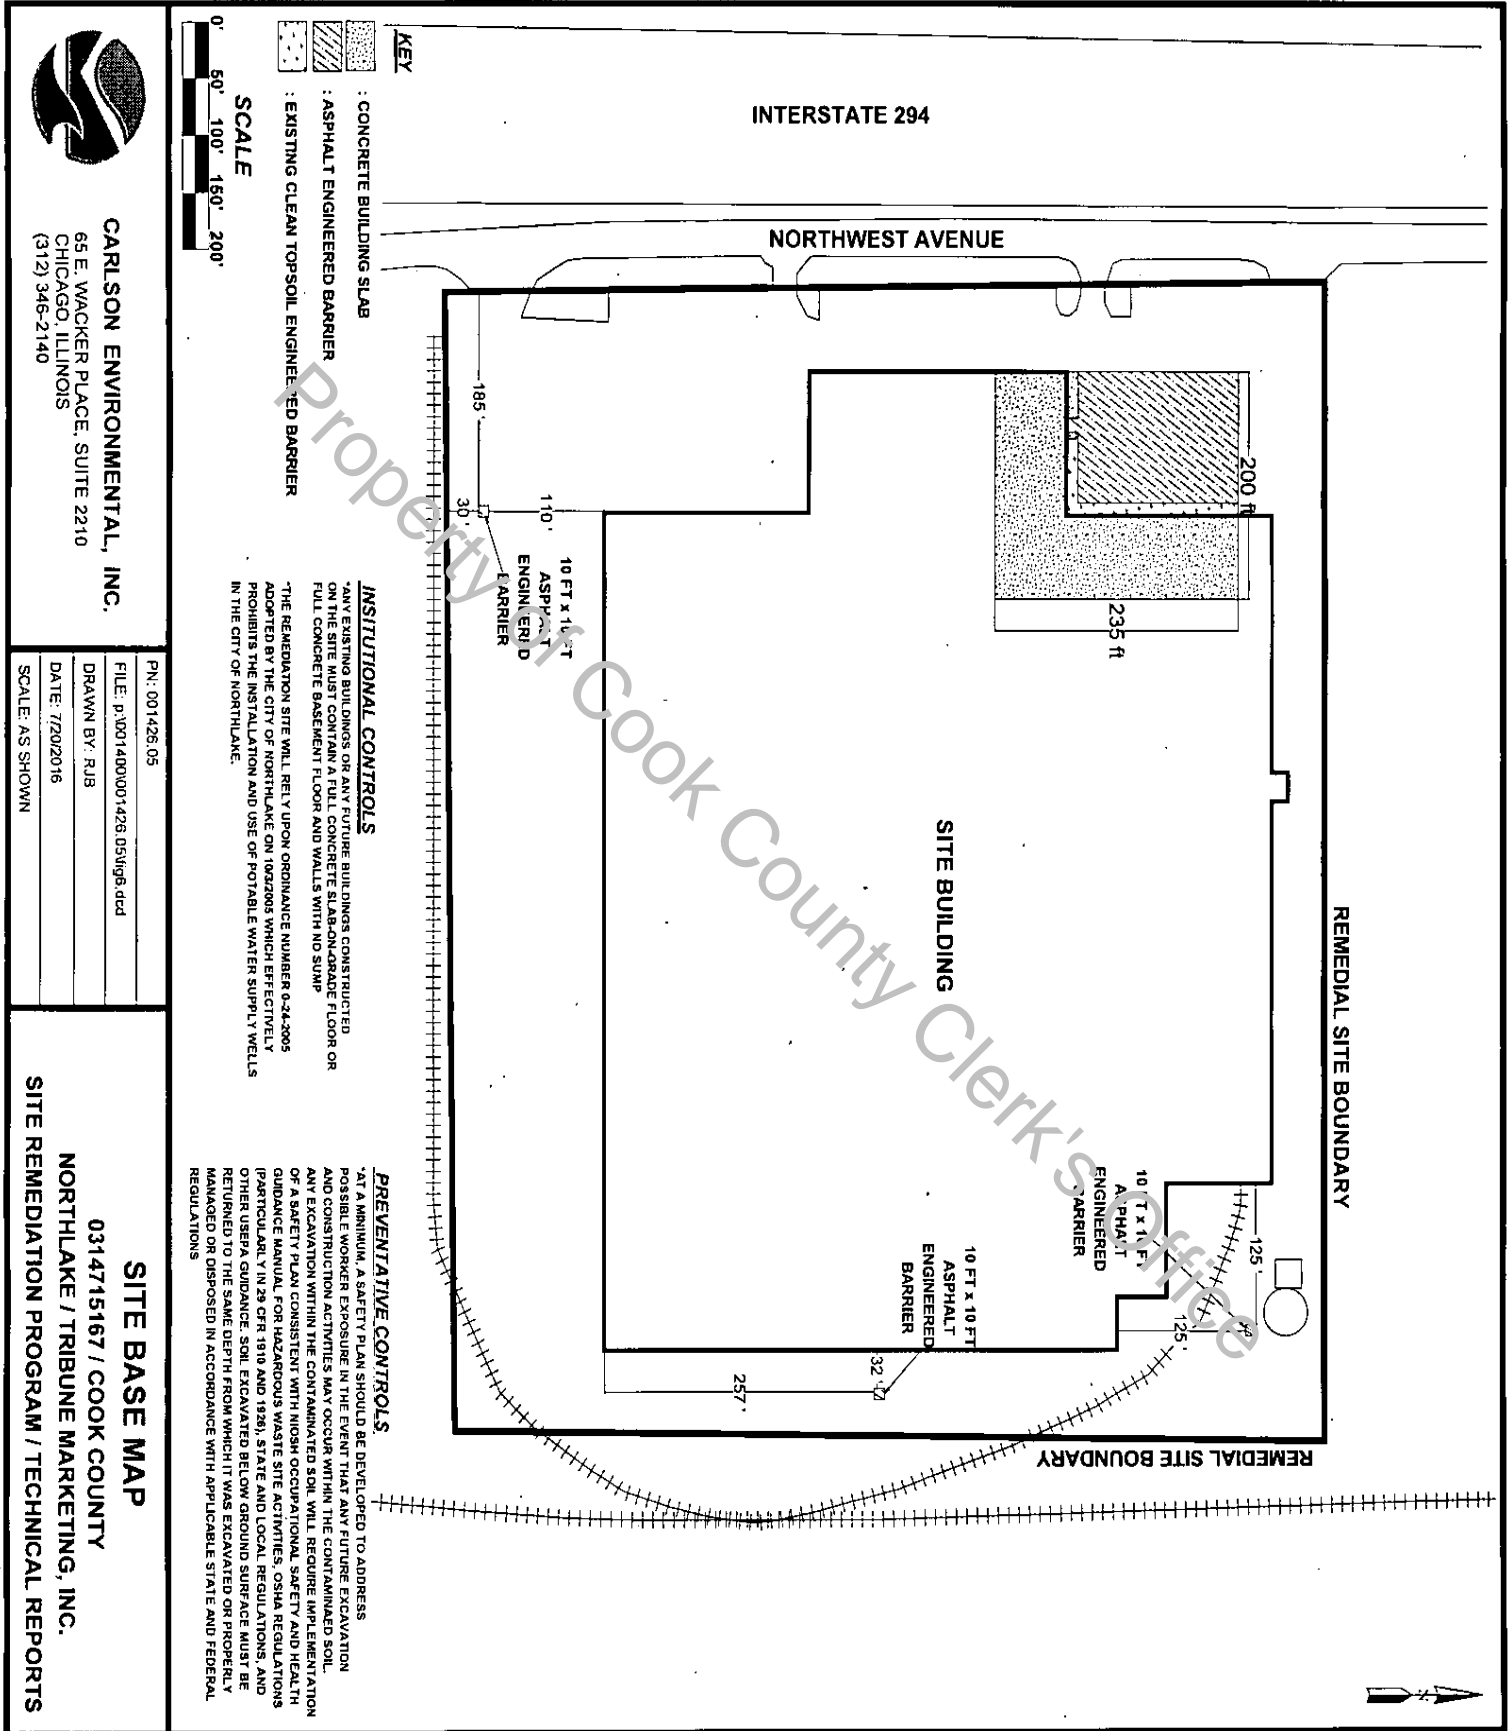 INTERSTATE 294
NORTHWEST AVENUE
REMEDIAL SITE BOUNDARY
REMEDIAL SITE BOUNDARY
SITE BUILDING
200 ft
235 ft
185'
30'
110'
10 FT x 10 FT
ASPHALT
ENGINEERED
BARRIER
10 FT x 10 FT
ASPHALT
ENGINEERED
BARRIER
125'
125'
10 FT x 10 FT
ASPHALT
ENGINEERED
BARRIER
32'
257'
N
KEY
: CONCRETE BUILDING SLAB
: ASPHALT ENGINEERED BARRIER
: EXISTING CLEAN TOPSOIL ENGINEERED BARRIER
SCALE
0' 50' 100' 150' 200'
INSITUTIONAL CONTROLS
*ANY EXISTING BUILDINGS OR ANY FUTURE BUILDINGS CONSTRUCTED
ON THE SITE MUST CONTAIN A FULL CONCRETE SLAB-ON-GRADE FLOOR OR
FULL CONCRETE BASEMENT FLOOR AND WALLS WITH NO SUMP
*THE REMEDIATION SITE WILL RELY UPON ORDINANCE NUMBER 0-24-2005
ADOPTED BY THE CITY OF NORTHLAKE ON 10/3/2005 WHICH EFFECTIVELY
PROHIBITS THE INSTALLATION AND USE OF POTABLE WATER SUPPLY WELLS
IN THE CITY OF NORTHLAKE.
PREVENTATIVE CONTROLS
*AT A MINIMUM, A SAFETY PLAN SHOULD BE DEVELOPED TO ADDRESS
POSSIBLE WORKER EXPOSURE IN THE EVENT THAT ANY FUTURE EXCAVATION
AND CONSTRUCTION ACTIVITIES MAY OCCUR WITHIN THE CONTAMINAED SOIL.
ANY EXCAVATION WITHIN THE CONTAMINATED SOIL WILL REQUIRE IMPLEMENTATION
OF A SAFETY PLAN CONSISTENT WITH NIOSH OCCUPATIONAL SAFETY AND HEALTH
GUIDANCE MANUAL FOR HAZARDOUS WASTE SITE ACTIVITIES, OSHA REGULATIONS
(PARTICULARLY IN 29 CFR 1910 AND 1926), STATE AND LOCAL REGULATIONS, AND
OTHER USEPA GUIDANCE. SOIL EXCAVATED BELOW GROUND SURFACE MUST BE
RETURNED TO THE SAME DEPTH FROM WHICH IT WAS EXCAVATED OR PROPERLY
MANAGED OR DISPOSED IN ACCORDANCE WITH APPLICABLE STATE AND FEDERAL
REGULATIONS
CARLSON ENVIRONMENTAL, INC.
65 E. WACKER PLACE, SUITE 2210
CHICAGO, ILLINOIS
(312) 346-2140
PN: 001426.05
FILE: p:\001400\001426.05\fig6.dcd
DRAWN BY: RJB
DATE: 7/20/2016
SCALE: AS SHOWN
SITE BASE MAP
0314715167 / COOK COUNTY
NORTHLAKE / TRIBUNE MARKETING, INC.
SITE REMEDIATION PROGRAM / TECHNICAL REPORTS
Property of Cook County Clerk's Office